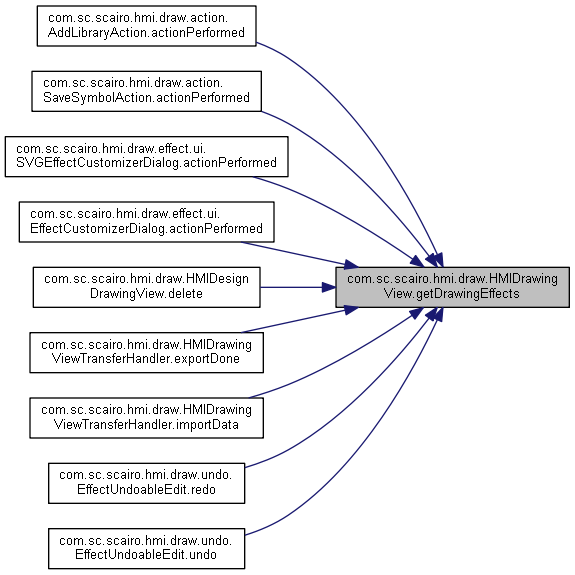 com.sc.scairo.hmi.draw.action.
AddLibraryAction.actionPerformed
com.sc.scairo.hmi.draw.action.
SaveSymbolAction.actionPerformed
com.sc.scairo.hmi.draw.effect.ui.
SVGEffectCustomizerDialog.actionPerformed
com.sc.scairo.hmi.draw.effect.ui.
EffectCustomizerDialog.actionPerformed
com.sc.scairo.hmi.draw.HMIDesign
DrawingView.delete
com.sc.scairo.hmi.draw.HMIDrawing
View.getDrawingEffects
com.sc.scairo.hmi.draw.HMIDrawing
ViewTransferHandler.exportDone
com.sc.scairo.hmi.draw.HMIDrawing
ViewTransferHandler.importData
com.sc.scairo.hmi.draw.undo.
EffectUndoableEdit.redo
com.sc.scairo.hmi.draw.undo.
EffectUndoableEdit.undo